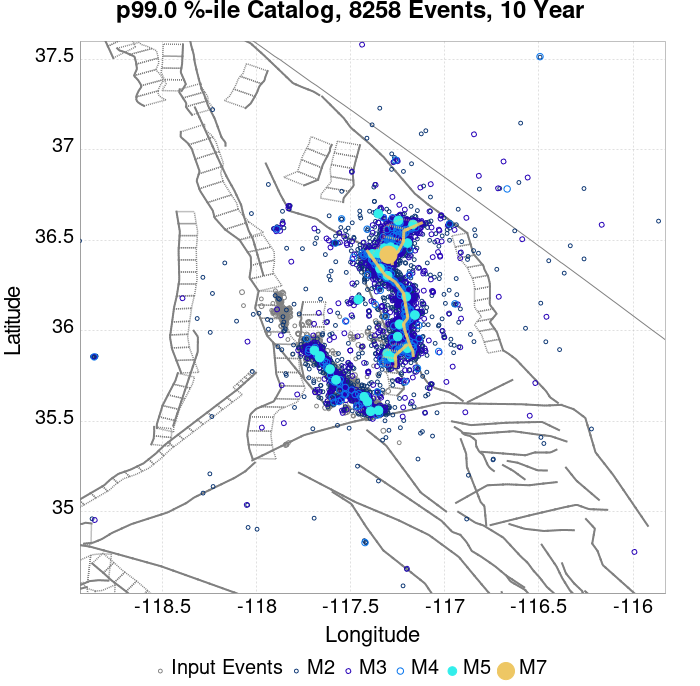 p99.0 %-ile Catalog, 8258 Events, 10 Year
37.5
37
36.5
36
35.5
35
Latitude
-118.5 -118 -117.5 -117 -116.5 -116
Longitude
Input Events M2 M3 M4 M5 M7